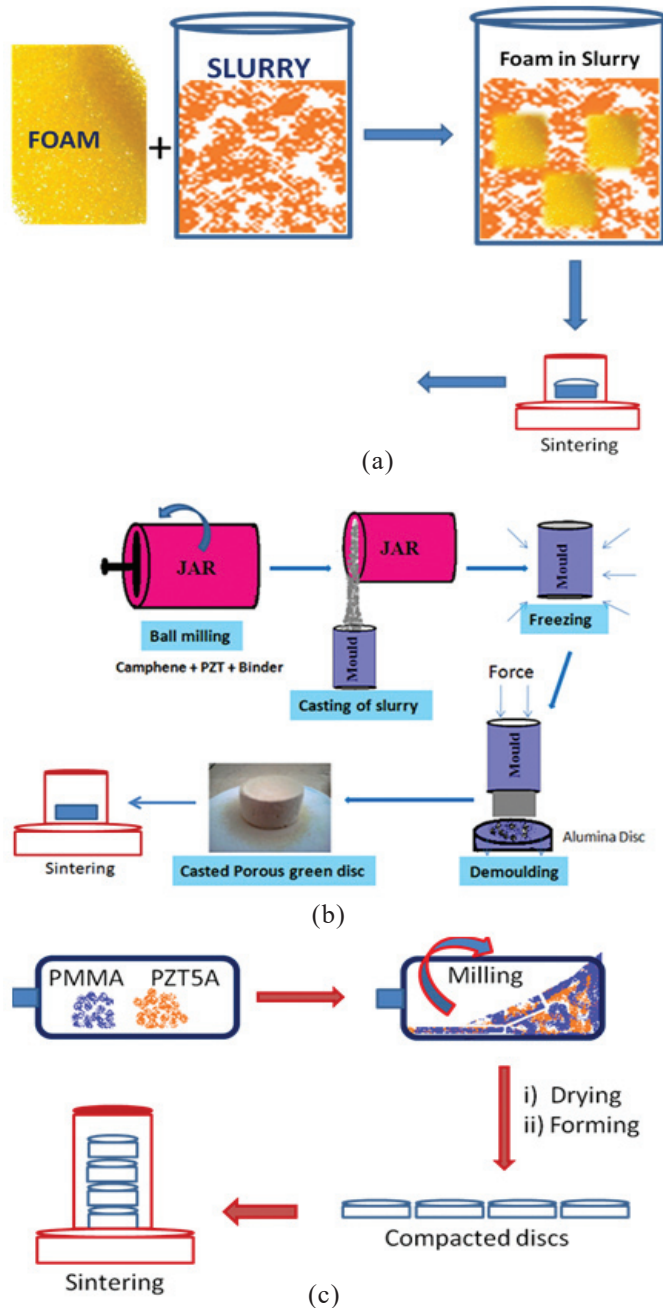 FOAM
+
SLURRY
Foam in Slurry
Sintering
(a)
JAR
Ball milling
Camphene + PZT + Binder
JAR
Mould
Casting of slurry
Mould
Freezing
Force
Mould
Alumina Disc
Demoulding
Casted Porous green disc
Sintering
(b)
PMMA
PZT5A
Milling
i) Drying
ii) Forming
Compacted discs
Sintering
(c)